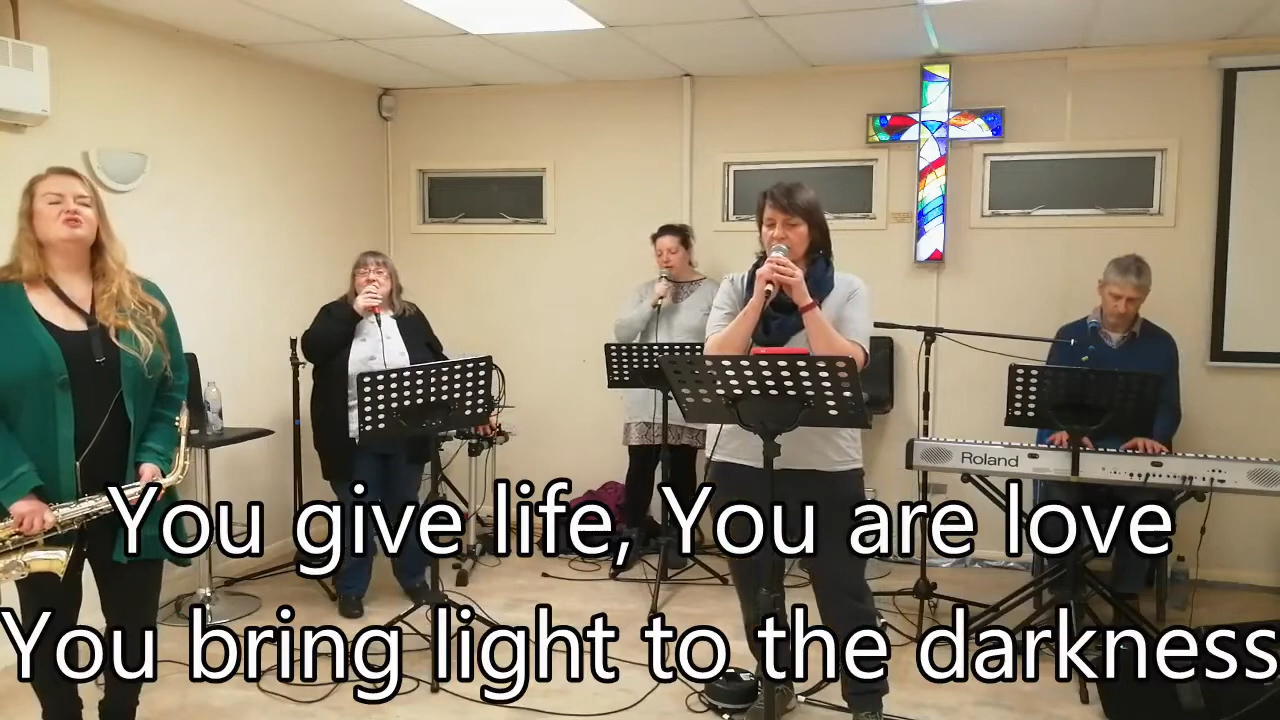 Roland
You give life, You are love
You bring light to the darkness